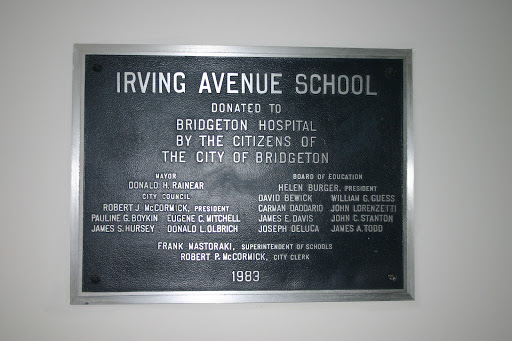 IRVING AVENUE SCHOOL
DONATED TO
BRIDGETON HOSPITAL
BY THE CITIZENS OF
THE CITY OF BRIDGETON
MAYOR
DONALD H. RAINEAR
CITY COUNCIL
ROBERT J. McCORMICK, PRESIDENT
PAULINE G. BOYKIN EUGENE C. MITCHELL
JAMES S. HURSEY DONALD L. OLBRICH
BOARD OF EDUCATION
HELEN BURGER, PRESIDENT
DAVID BEWICK WILLIAM G. GUESS
CARMAN DADDARIO JOHN LORENZETTI
JAMES E. DAVIS JOHN C. STANTON
JOSEPH DELUCA JAMES A. TODD
FRANK MASTORAKI, SUPERINTENDENT OF SCHOOLS
ROBERT P. McCORMICK, CITY CLERK
1983